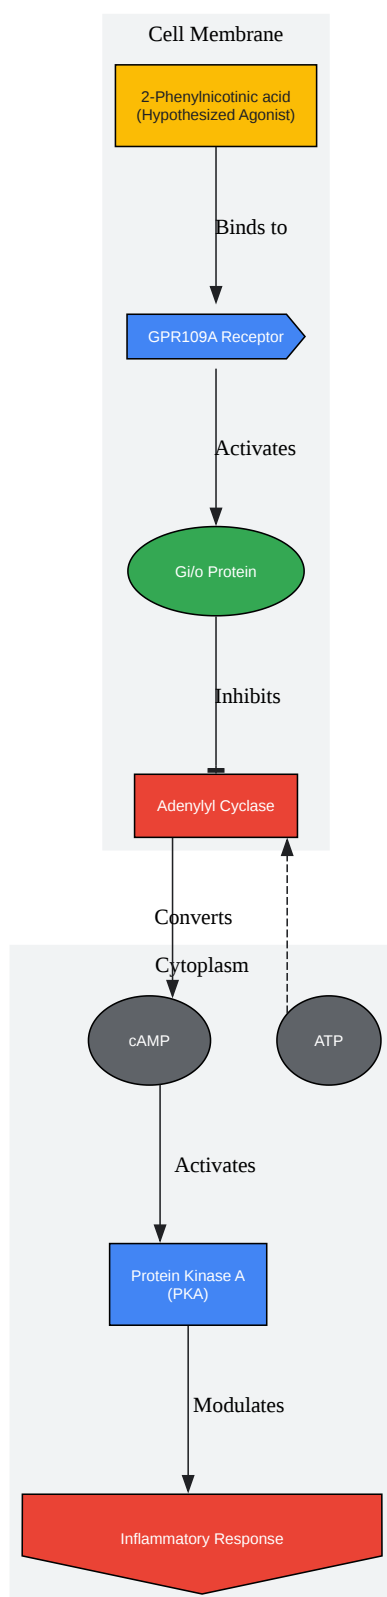 Cell Membrane
2-Phenylnicotinic acid
(Hypothesized Agonist)
Binds to
GPR109A Receptor
Activates
Gi/o Protein
Inhibits
Adenylyl Cyclase
Converts
Cytoplasm
cAMP
ATP
Activates
Protein Kinase A
(PKA)
Modulates
Inflammatory Response